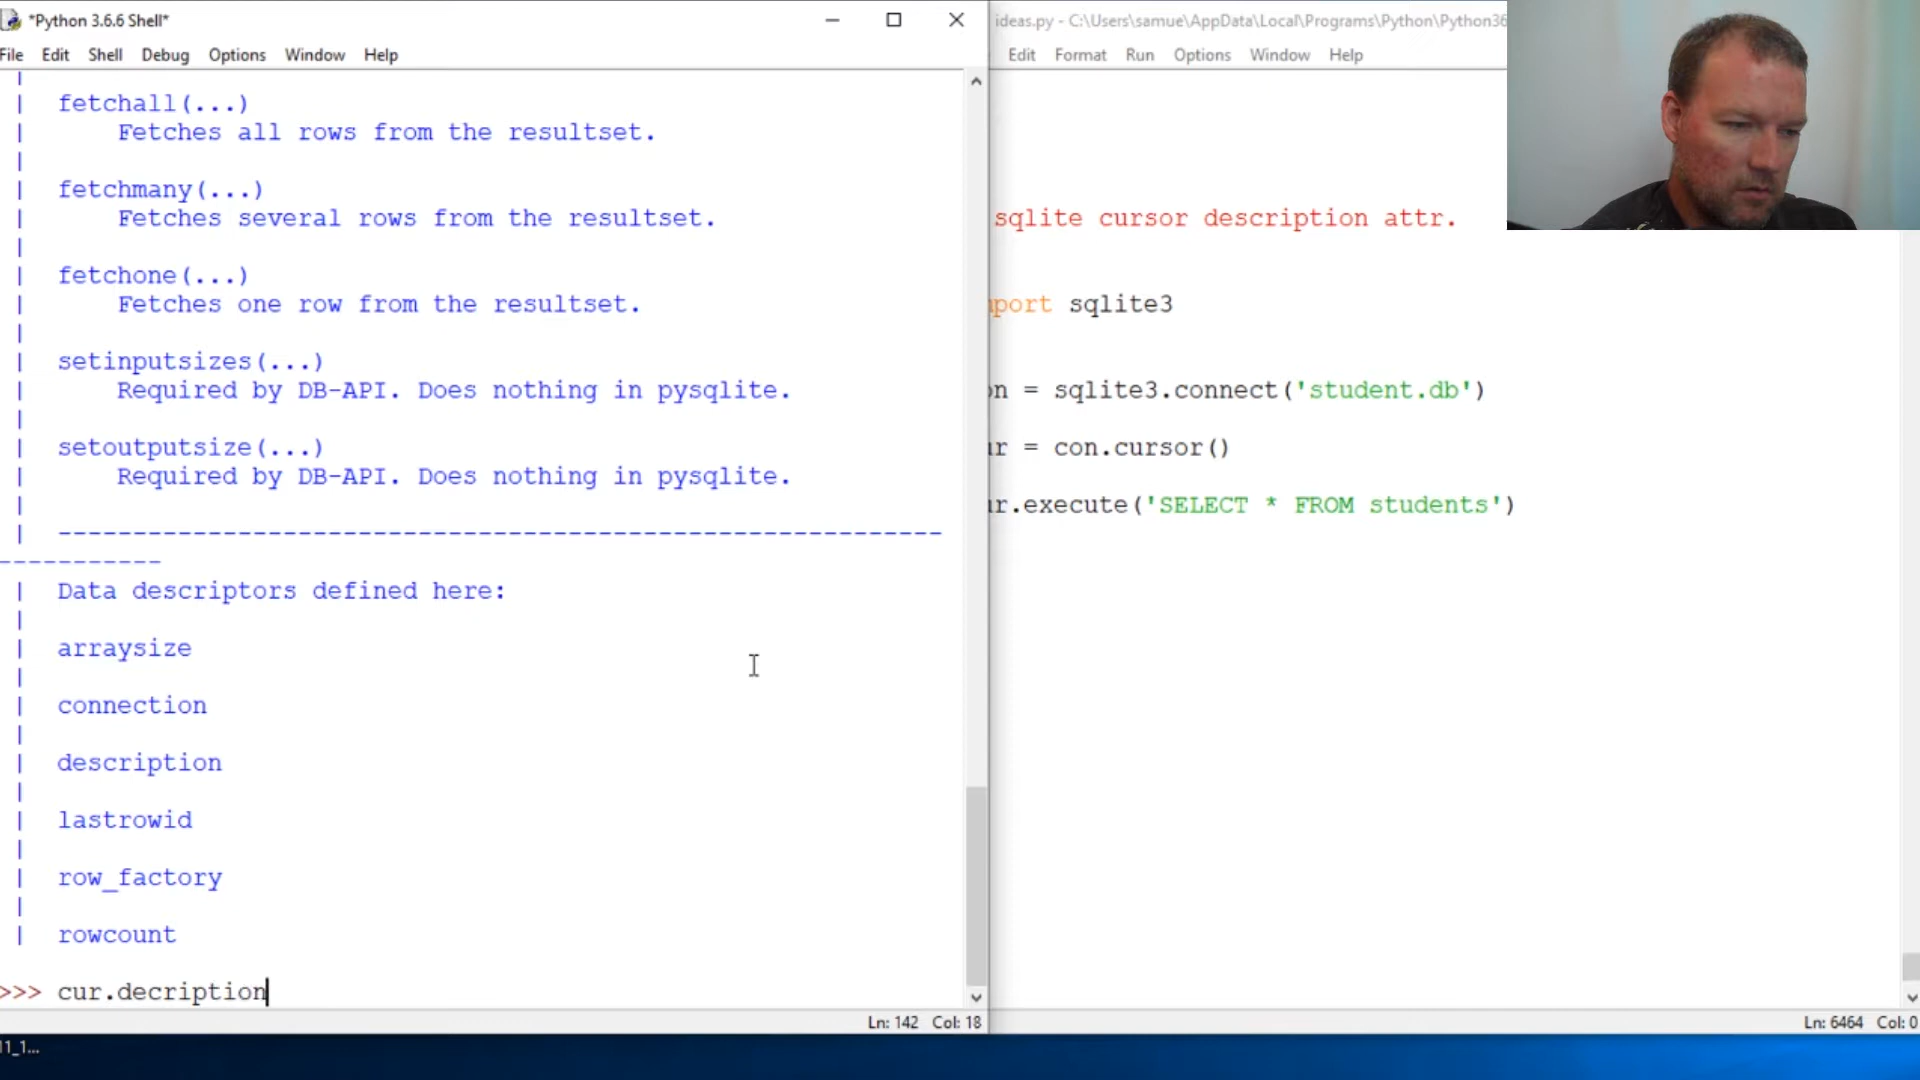 *Python 3.6.6 Shell*
File Edit Shell Debug Options Window Help
|
| fetchall(...)
| Fetches all rows from the resultset.
|
| fetchmany(...)
| Fetches several rows from the resultset.
|
| fetchone(...)
| Fetches one row from the resultset.
|
| setinputsizes(...)
| Required by DB-API. Does nothing in pysqlite.
|
| setoutputsize(...)
| Required by DB-API. Does nothing in pysqlite.
|
| -----------------------------------------------------------
-----------
| Data descriptors defined here:
|
| arraysize
|
| connection
|
| description
|
| lastrowid
|
| row_factory
|
| rowcount
>>> cur.decription
Ln: 142 Col: 18
ideas.py - C:\Users\samue\AppData\Local\Programs\Python\Python36
Edit Format Run Options Window Help
sqlite cursor description attr.
mport sqlite3
on = sqlite3.connect('student.db')
ur = con.cursor()
ur.execute('SELECT * FROM students')
Ln: 6464 Col: 0
11_1...